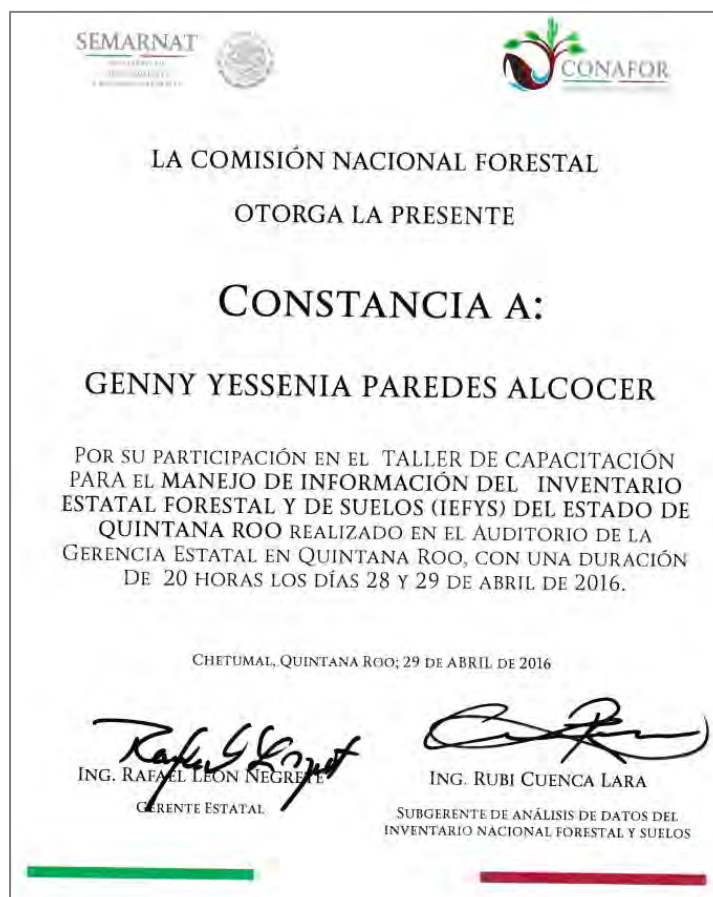 SEMARNAT
CONAFOR
LA COMISIÓN NACIONAL FORESTAL
OTORGA LA PRESENTE
CONSTANCIA A:
GENNY YESSENIA PAREDES ALCOCER
POR SU PARTICIPACIÓN EN EL TALLER DE CAPACITACIÓN
PARA EL MANEJO DE INFORMACIÓN DEL INVENTARIO
ESTATAL FORESTAL Y DE SUELOS (IEFYS) DEL ESTADO DE
QUINTANA ROO REALIZADO EN EL AUDITORIO DE LA
GERENCIA ESTATAL EN QUINTANA ROO, CON UNA DURACIÓN
DE 20 HORAS LOS DÍAS 28 Y 29 DE ABRIL DE 2016.
CHETUMAL, QUINTANA ROO; 29 DE ABRIL DE 2016
ING. RAFAEL LEÓN NEGRETE
GERENTE ESTATAL
ING. RUBI CUENCA LARA
SUBGERENTE DE ANÁLISIS DE DATOS DEL
INVENTARIO NACIONAL FORESTAL Y SUELOS